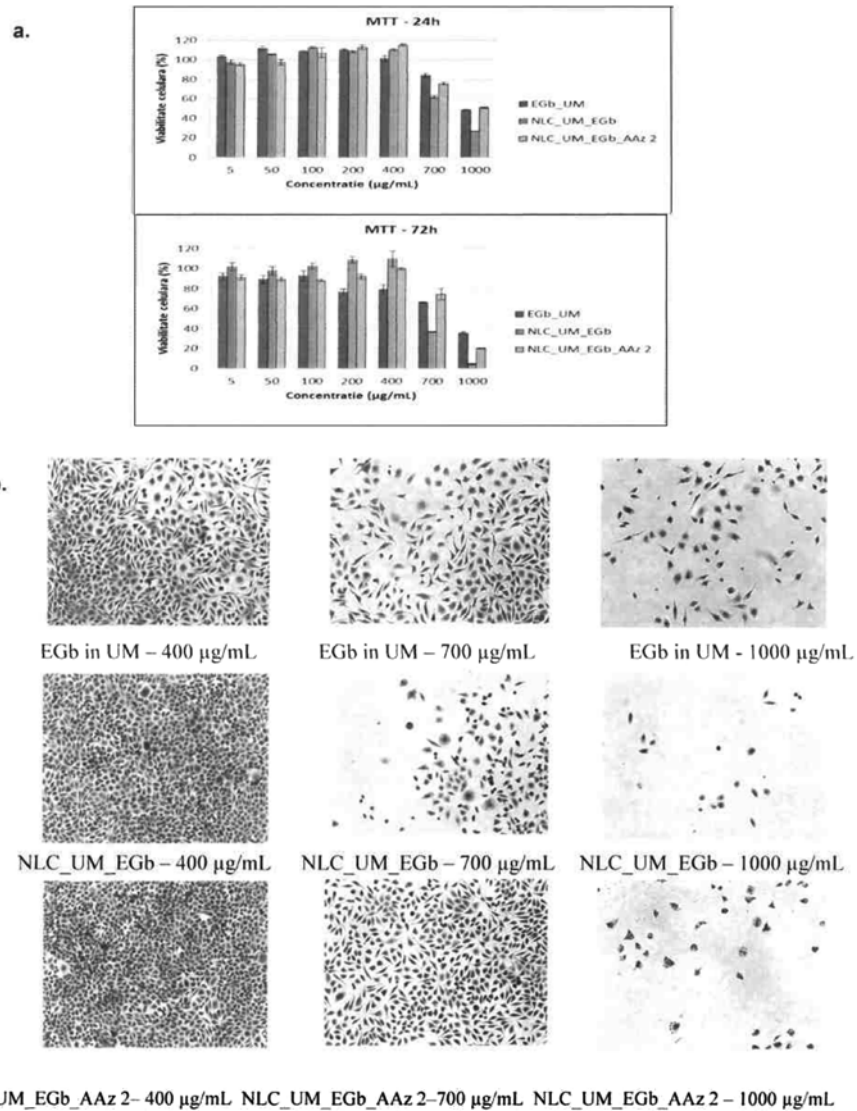 a.
MTT - 24h
Viabilitate celulara (%)
120
100
80
60
40
20
0
5 50 100 200 400 700 1000
Concentratie (µg/mL)
EGb_UM
NLC_UM_EGb
NLC_UM_EGb_AAz 2
MTT - 72h
Viabilitate celulara (%)
120
100
80
60
40
20
0
5 50 100 200 400 700 1000
Concentratie (µg/mL)
EGb_UM
NLC_UM_EGb
NLC_UM_EGb_AAz 2
EGb in UM – 400 µg/mL EGb in UM – 700 µg/mL EGb in UM - 1000 µg/mL
NLC_UM_EGb – 400 µg/mL NLC_UM_EGb – 700 µg/mL NLC_UM_EGb – 1000 µg/mL
UM_EGb_AAz 2– 400 µg/mL NLC_UM_EGb_AAz 2–700 µg/mL NLC_UM_EGb_AAz 2 – 1000 µg/mL